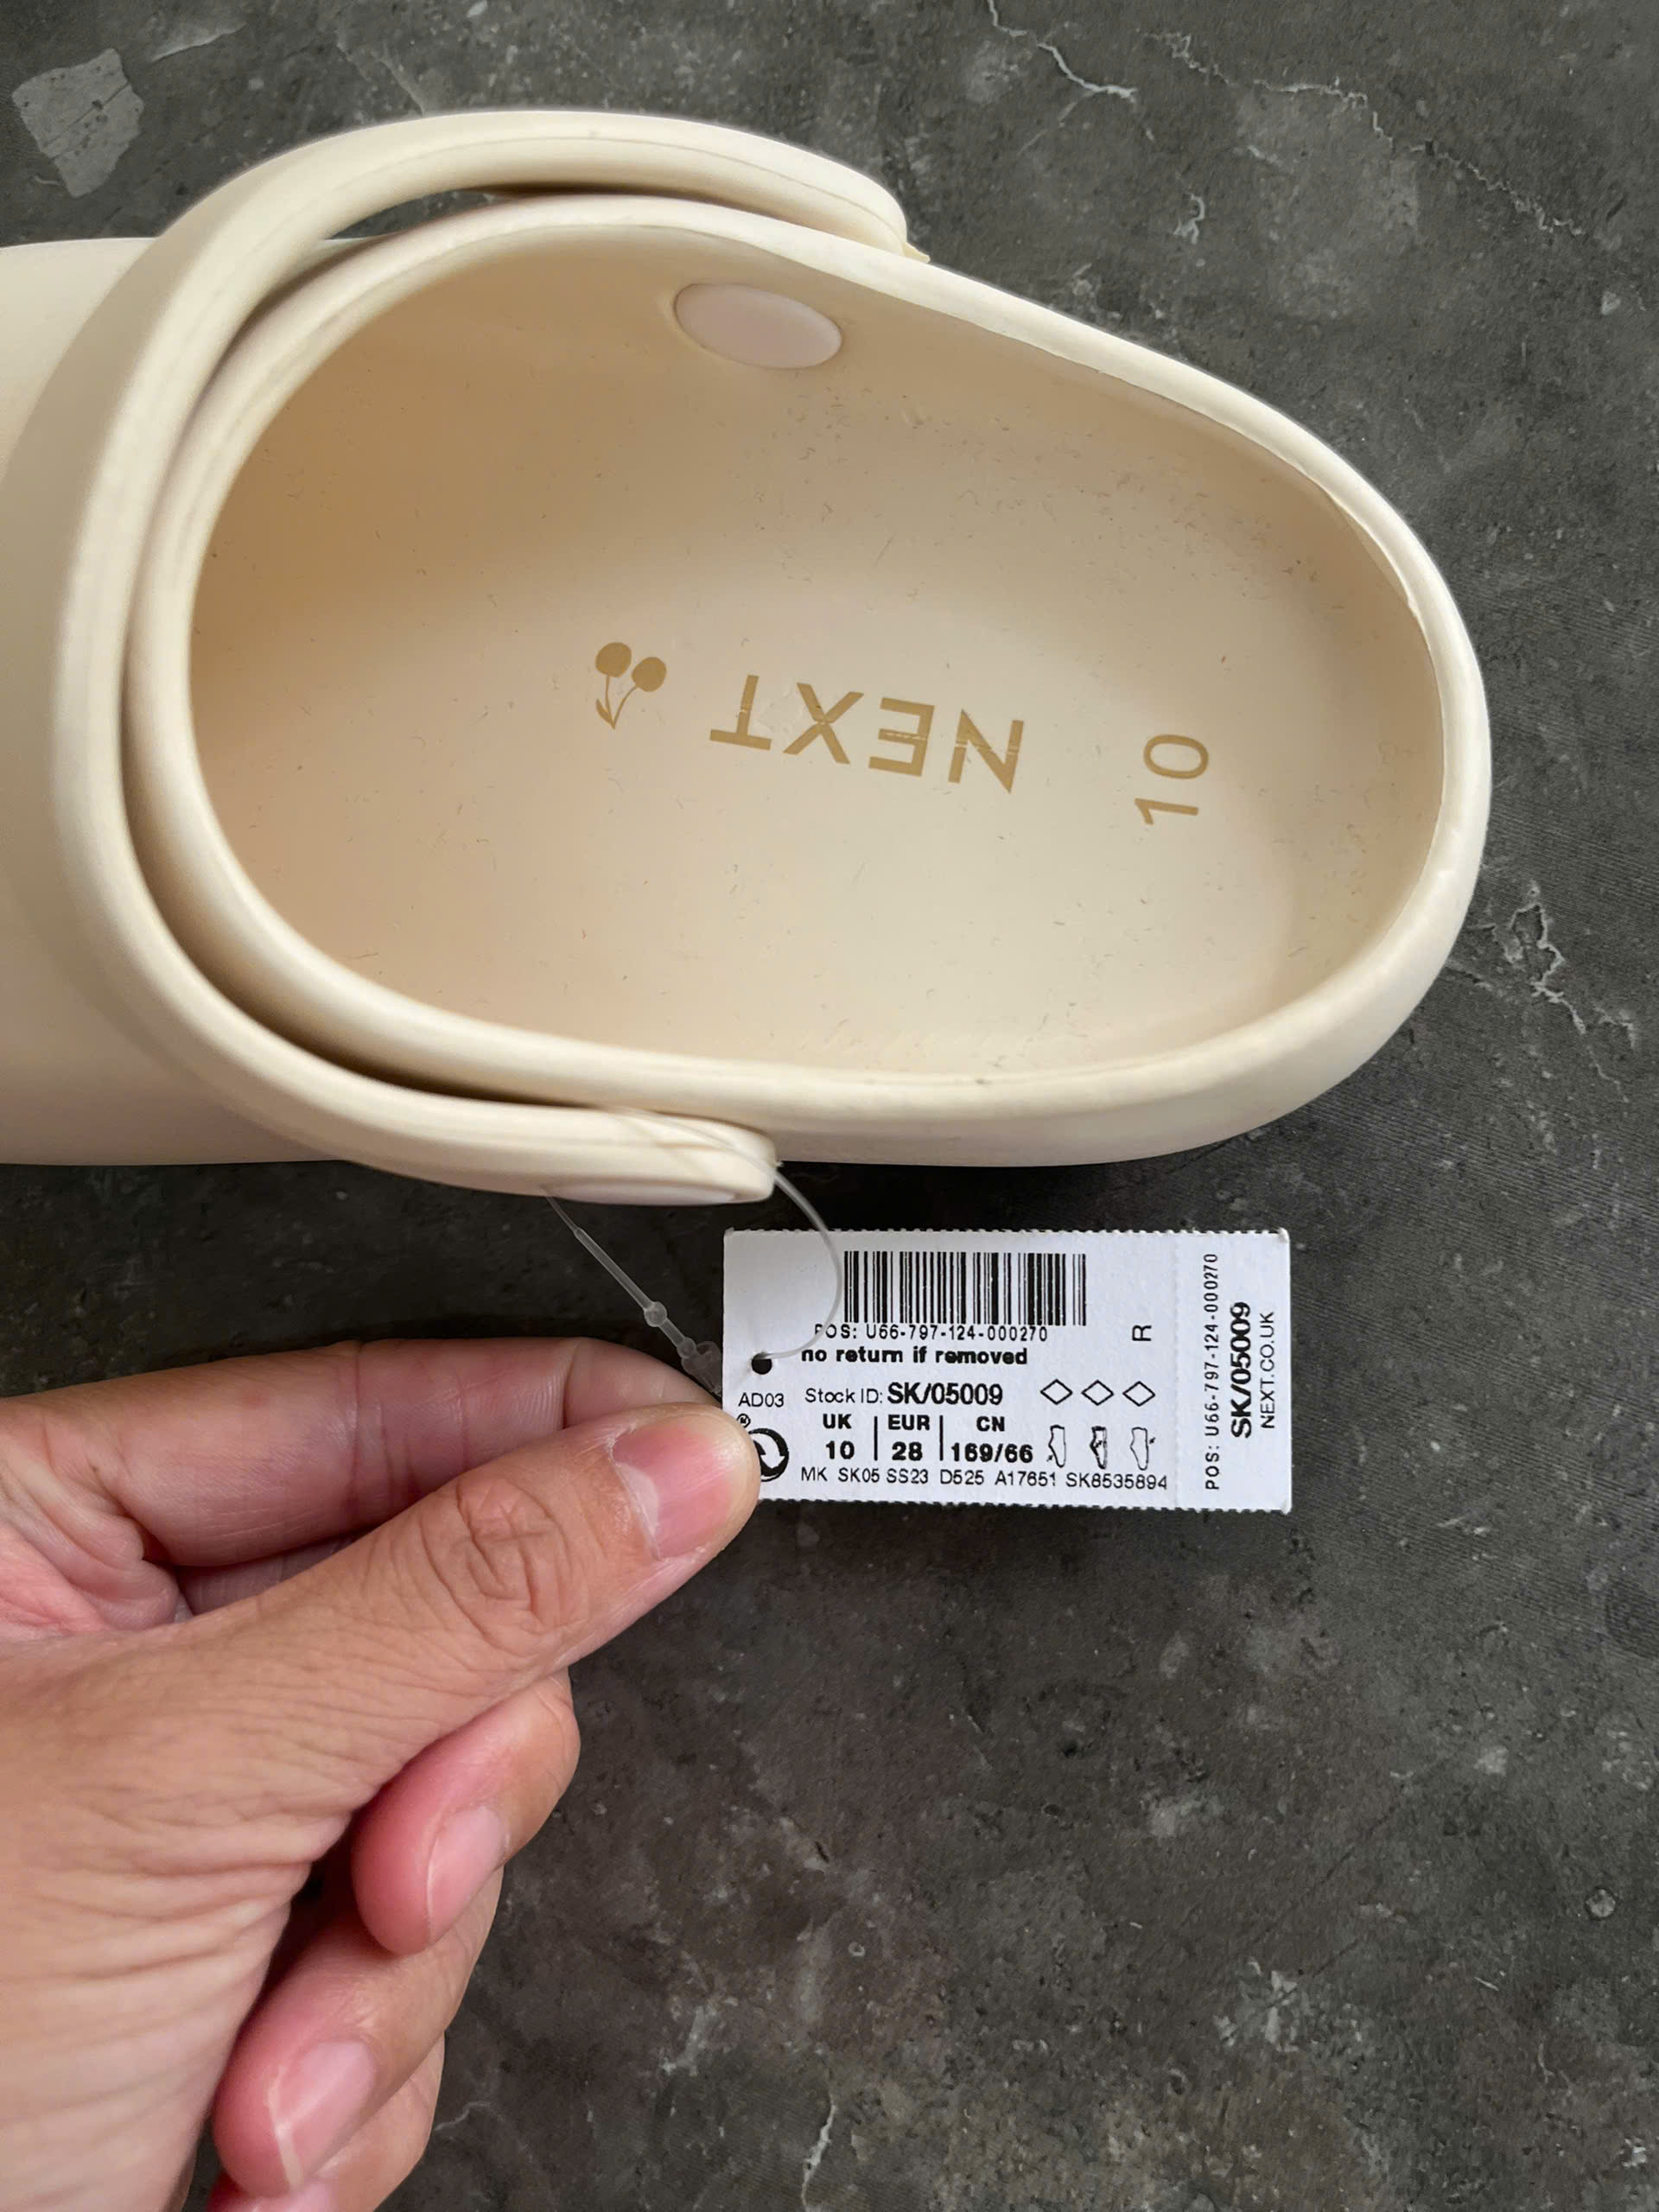 NEXT
10
POS: U66-797-124-000270
R
no return if removed
AD03 Stock ID: SK/05009
UK EUR CN
10 28 169/66
MK SK05 SS23 D525 A17651 SK8535894
POS: U66-797-124-000270
SK/05009
NEXT.CO.UK